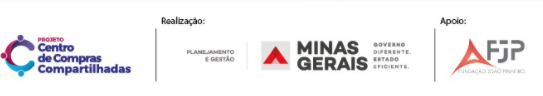 Realização:
Apoio:
PROJETO
Centro
de Compras
Compartilhadas
PLANEJAMENTO
E GESTÃO
MINAS
GERAIS
GOVERNO
DIFERENTE.
ESTADO
EFICIENTE.
FJP
FUNDAÇÃO JOÃO PINHEIRO